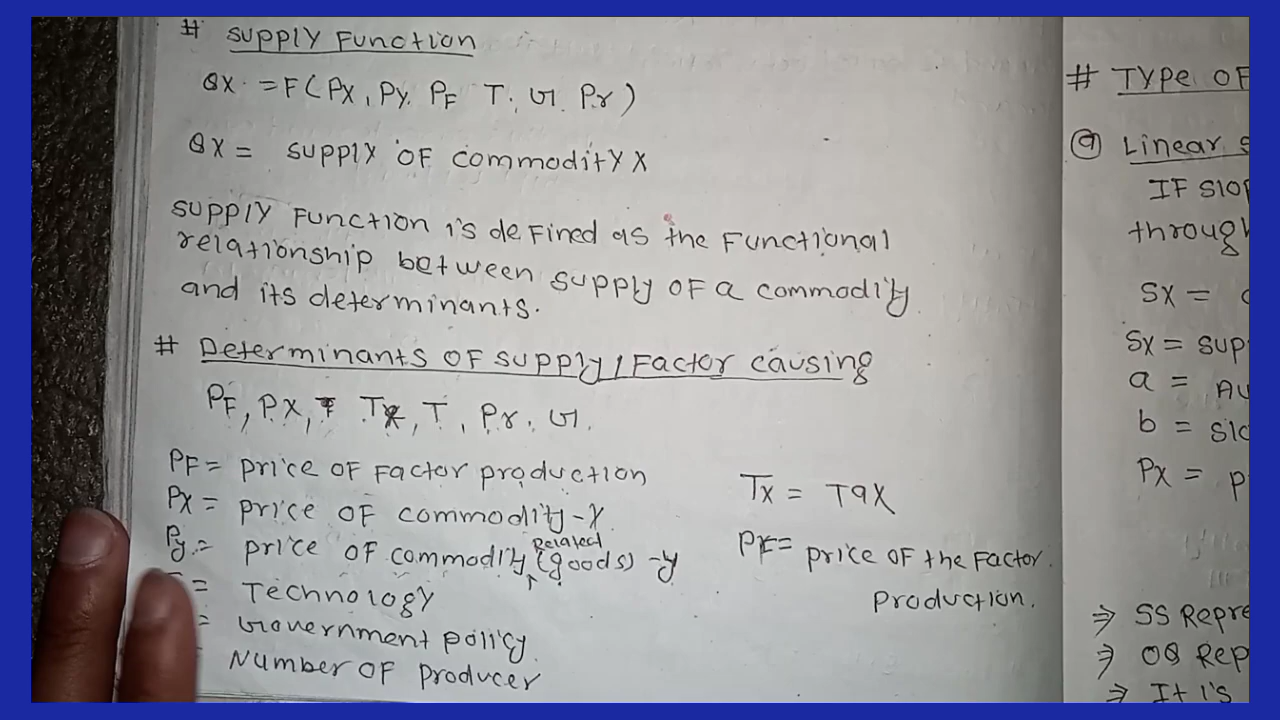 # Supply Function
QX = F(PX, PY, PF T, G, Pr)
QX = supply OF commodity X
Supply Function is defined as the Functional
relationship between supply OF a commodity
and its determinants.
# Determinants OF supply / Factor causing
PF, PX, Tx, T, Pr, G.
PF = price OF Factor production
PX = price OF commodity-X
Py = price OF commodity (related goods) -y
= Technology
= Government policy
Number OF producer
Tx = Tax
PF = price OF the Factor
production.
# Type OF
(a) Linear S
IF Slop
through
SX =
Sx = sup
a = Au
b = Slo
Px = P
⇒ SS Repre
⇒ OQ Rep
⇒ It is